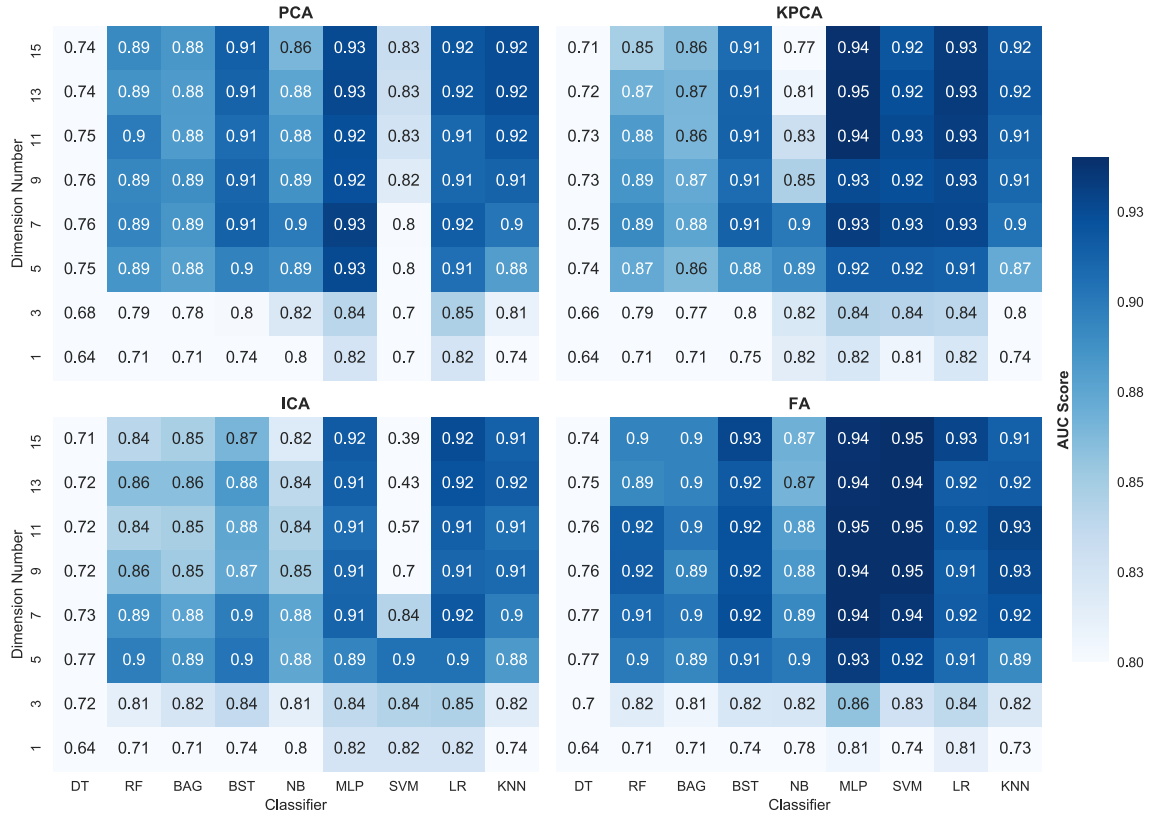 PCA
KPCA
15 0.74 0.89 0.88 0.91 0.86 0.93 0.83 0.92 0.92 0.71 0.85 0.86 0.91 0.77 0.94 0.92 0.93 0.92
13 0.74 0.89 0.88 0.91 0.88 0.93 0.83 0.92 0.92 0.72 0.87 0.87 0.91 0.81 0.95 0.92 0.93 0.92
11 0.75 0.9 0.88 0.91 0.88 0.92 0.83 0.91 0.92 0.73 0.88 0.86 0.91 0.83 0.94 0.93 0.93 0.91
9 0.76 0.89 0.89 0.91 0.89 0.92 0.82 0.91 0.91 0.73 0.89 0.87 0.91 0.85 0.93 0.92 0.93 0.91
7 0.76 0.89 0.89 0.91 0.9 0.93 0.8 0.92 0.9 0.75 0.89 0.88 0.91 0.9 0.93 0.93 0.93 0.9
5 0.75 0.89 0.88 0.9 0.89 0.93 0.8 0.91 0.88 0.74 0.87 0.86 0.88 0.89 0.92 0.92 0.91 0.87
3 0.68 0.79 0.78 0.8 0.82 0.84 0.7 0.85 0.81 0.66 0.79 0.77 0.8 0.82 0.84 0.84 0.84 0.8
1 0.64 0.71 0.71 0.74 0.8 0.82 0.7 0.82 0.74 0.64 0.71 0.71 0.75 0.82 0.82 0.81 0.82 0.74
Dimension Number
ICA
FA
15 0.71 0.84 0.85 0.87 0.82 0.92 0.39 0.92 0.91 0.74 0.9 0.9 0.93 0.87 0.94 0.95 0.93 0.91
13 0.72 0.86 0.86 0.88 0.84 0.91 0.43 0.92 0.92 0.75 0.89 0.9 0.92 0.87 0.94 0.94 0.92 0.92
11 0.72 0.84 0.85 0.88 0.84 0.91 0.57 0.91 0.91 0.76 0.92 0.9 0.92 0.88 0.95 0.95 0.92 0.93
9 0.72 0.86 0.85 0.87 0.85 0.91 0.7 0.91 0.91 0.76 0.92 0.89 0.92 0.88 0.94 0.95 0.91 0.93
7 0.73 0.89 0.88 0.9 0.88 0.91 0.84 0.92 0.9 0.77 0.91 0.9 0.92 0.89 0.94 0.94 0.92 0.92
5 0.77 0.9 0.89 0.9 0.88 0.89 0.9 0.9 0.88 0.77 0.9 0.89 0.91 0.9 0.93 0.92 0.91 0.89
3 0.72 0.81 0.82 0.84 0.81 0.84 0.84 0.85 0.82 0.7 0.82 0.81 0.82 0.82 0.86 0.83 0.84 0.82
1 0.64 0.71 0.71 0.74 0.8 0.82 0.82 0.82 0.74 0.64 0.71 0.71 0.74 0.78 0.81 0.74 0.81 0.73
Dimension Number
DT RF BAG BST NB MLP SVM LR KNN DT RF BAG BST NB MLP SVM LR KNN
Classifier
Classifier
AUC Score
0.93
0.90
0.88
0.85
0.83
0.80